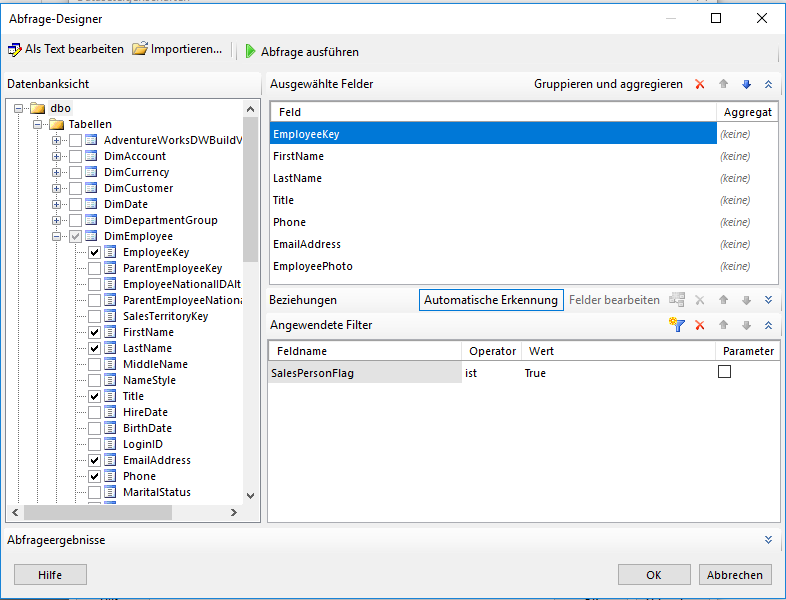 Abfrage-Designer
Als Text bearbeiten Importieren... Abfrage ausführen
Datenbanksicht
dbo
Tabellen
AdventureWorksDWBuildV
DimAccount
DimCurrency
DimCustomer
DimDate
DimDepartmentGroup
DimEmployee
EmployeeKey
ParentEmployeeKey
EmployeeNationalIDAlt
ParentEmployeeNationa
SalesTerritoryKey
FirstName
LastName
MiddleName
NameStyle
Title
HireDate
BirthDate
LoginID
EmailAddress
Phone
MaritalStatus
Ausgewählte Felder Gruppieren und aggregieren
Feld Aggregat
EmployeeKey (keine)
FirstName (keine)
LastName (keine)
Title (keine)
Phone (keine)
EmailAddress (keine)
EmployeePhoto (keine)
Beziehungen Automatische Erkennung Felder bearbeiten
Angewendete Filter
Feldname Operator Wert Parameter
SalesPersonFlag ist True
Abfrageergebnisse
Hilfe OK Abbrechen